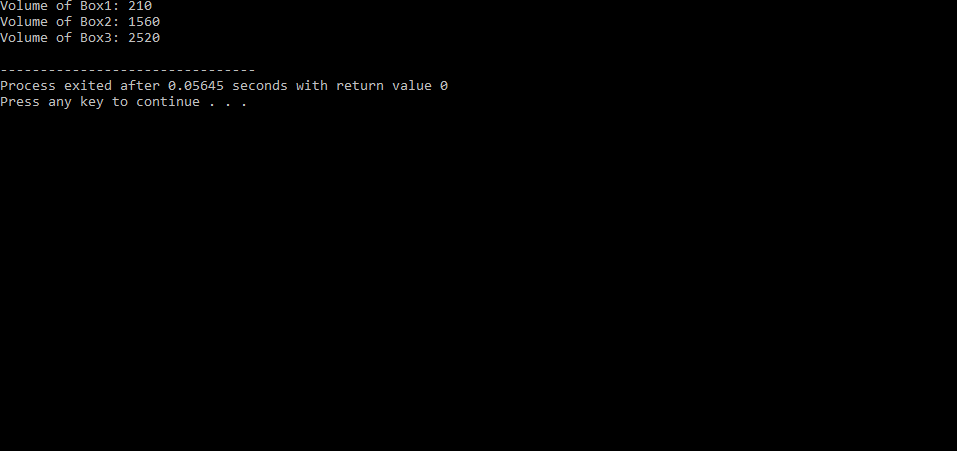 Volume of Box1: 210
Volume of Box2: 1560
Volume of Box3: 2520
--------------------------------
Process exited after 0.05645 seconds with return value 0
Press any key to continue . . .